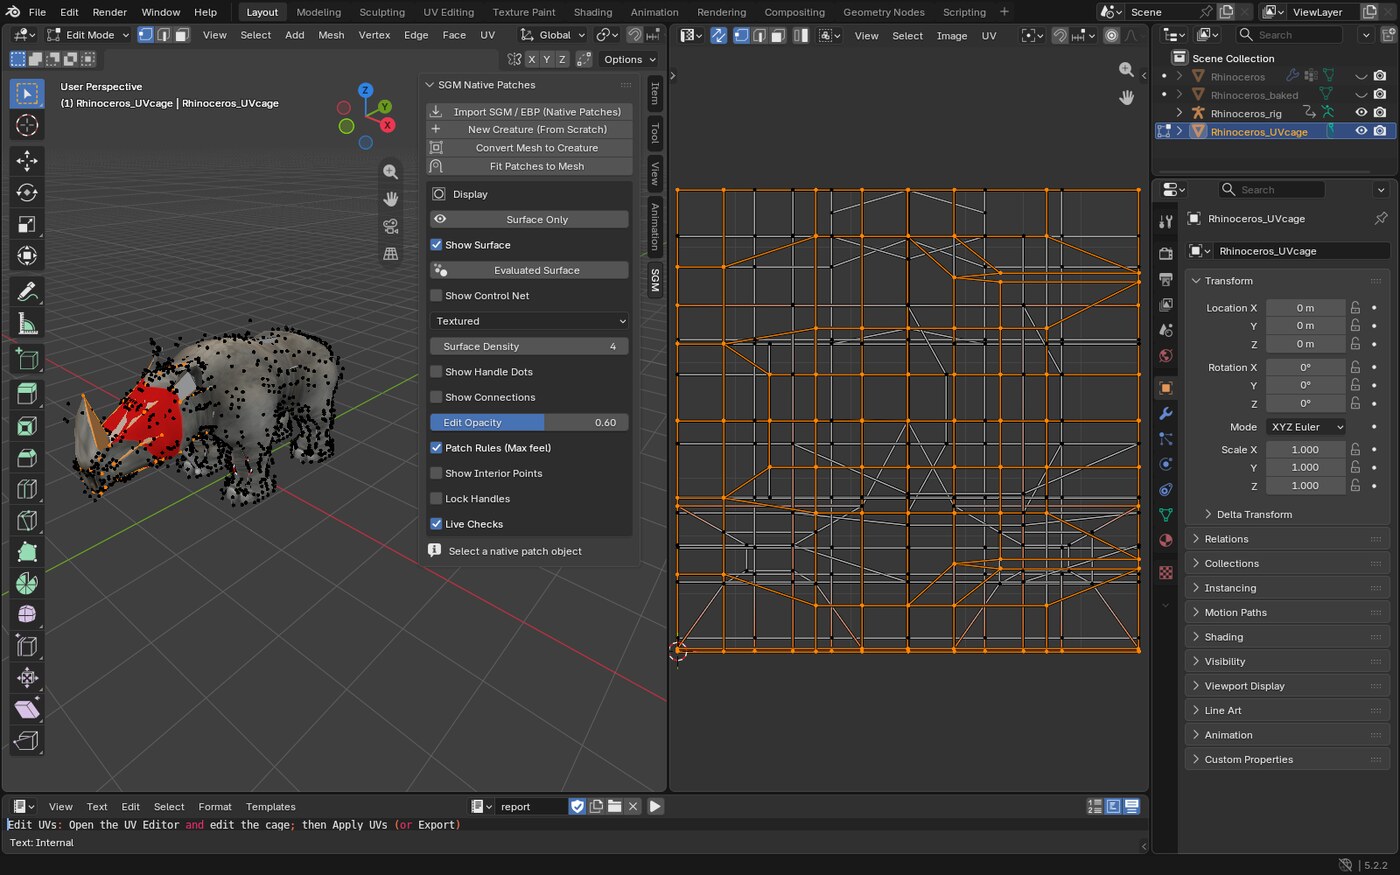 File Edit Render Window Help Layout Modeling Sculpting UV Editing Texture Paint Shading Animation Rendering Compositing Geometry Nodes Scripting + Scene ViewLayer
Edit Mode View Select Add Mesh Vertex Edge Face UV Global View Select Image UV Search
X Y Z Options
User Perspective
(1) Rhinoceros_UVcage | Rhinoceros_UVcage
Z
Y
X
SGM Native Patches
Import SGM / EBP (Native Patches)
New Creature (From Scratch)
Convert Mesh to Creature
Fit Patches to Mesh
Display
Surface Only
Show Surface
Evaluated Surface
Show Control Net
Textured
Surface Density 4
Show Handle Dots
Show Connections
Edit Opacity 0.60
Patch Rules (Max feel)
Show Interior Points
Lock Handles
Live Checks
Select a native patch object
Item
Tool
View
Animation
SGM
Scene Collection
Rhinoceros
Rhinoceros_baked
Rhinoceros_rig
Rhinoceros_UVcage
Search
Rhinoceros_UVcage
Rhinoceros_UVcage
Transform
Location X 0 m
Y 0 m
Z 0 m
Rotation X 0°
Y 0°
Z 0°
Mode XYZ Euler
Scale X 1.000
Y 1.000
Z 1.000
Delta Transform
Relations
Collections
Instancing
Motion Paths
Shading
Visibility
Viewport Display
Line Art
Animation
Custom Properties
View Text Edit Select Format Templates report
Edit UVs: Open the UV Editor and edit the cage; then Apply UVs (or Export)
Text: Internal
5.2.2